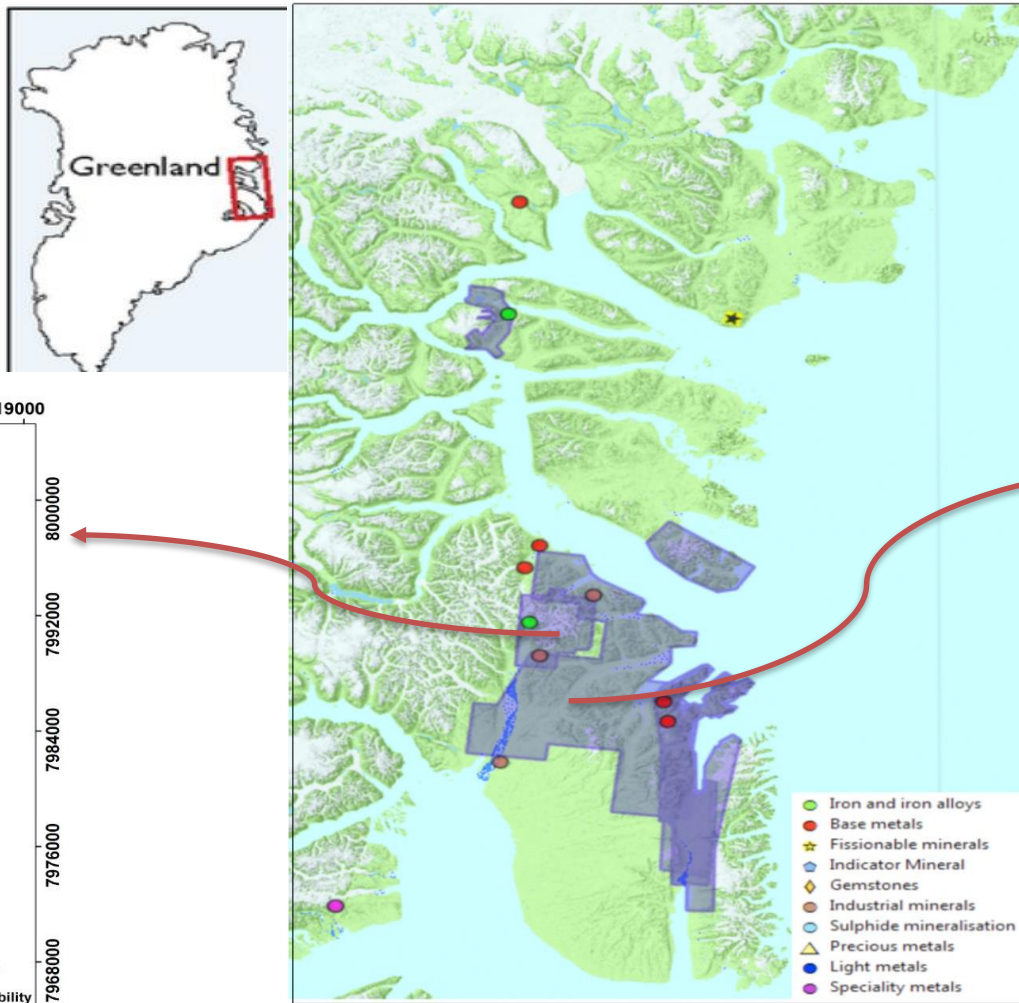 Greenland
19000
8000000
7992000
7984000
7976000
7968000
bility
Iron and iron alloys
Base metals
Fissionable minerals
Indicator Mineral
Gemstones
Industrial minerals
Sulphide mineralisation
Precious metals
Light metals
Speciality metals